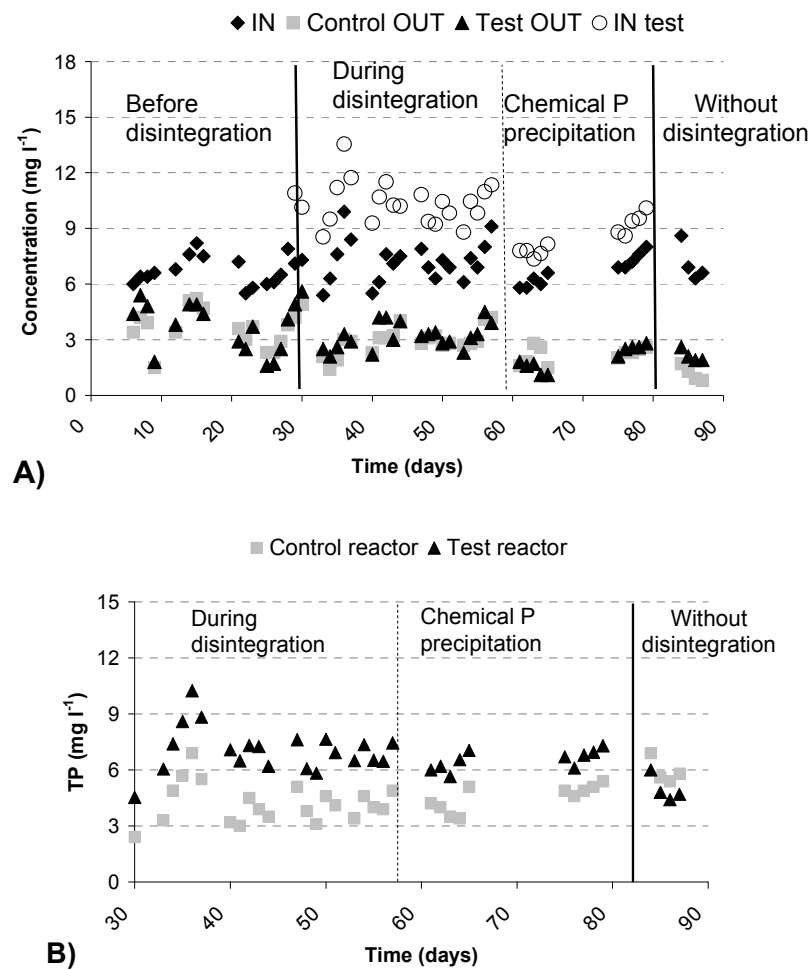 IN Control OUT Test OUT IN test
18
15
12
9
6
3
0
Concentration (mg l-1)
Before
disintegration
During
disintegration
Chemical P
precipitation
Without
disintegration
0 10 20 30 40 50 60 70 80 90
Time (days)
A)
Control reactor Test reactor
15
12
9
6
3
0
TP (mg l-1)
During
disintegration
Chemical P
precipitation
Without
disintegration
30 40 50 60 70 80 90
Time (days)
B)